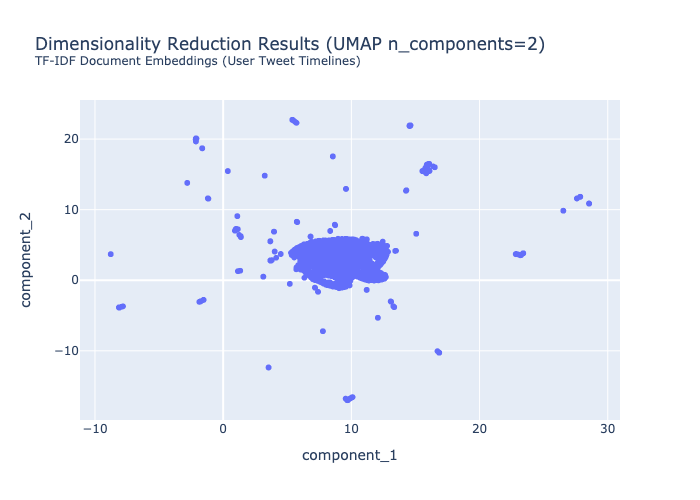 Dimensionality Reduction Results (UMAP n_components=2)
TF-IDF Document Embeddings (User Tweet Timelines)
20
10
0
−10
component_2
−10
0
10
20
30
component_1